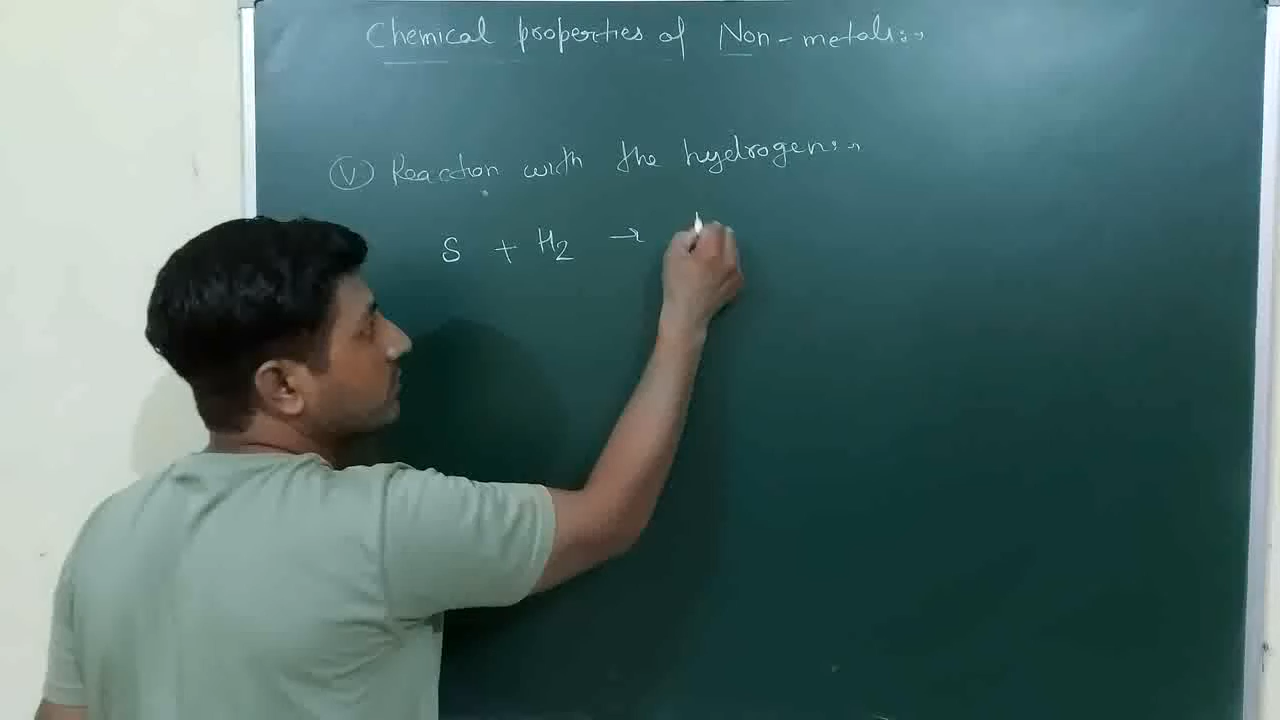 Chemical properties of Non-metals:-
(V) Reaction with the hydrogen:-
S + H2 →